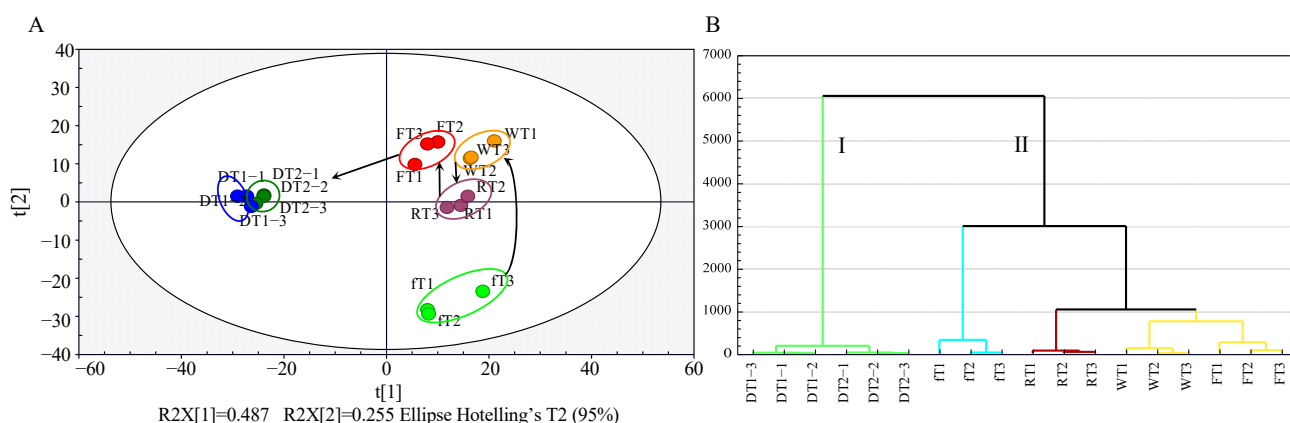 A
t[2]
40
30
20
10
0
−10
−20
−30
−40
FT3
FT2
FT1
WT1
WT3
WT2
RT2
RT3
RT1
DT1−1
DT2−1
DT2−2
DT2−3
DT1−3
fT1
fT3
fT2
−60
−40
−20
0
20
40
60
t[1]
R2X[1]=0.487 R2X[2]=0.255 Ellipse Hotelling's T2 (95%)
B
7000
6000
5000
4000
3000
2000
1000
0
I
II
DT1−3
DT1−1
DT1−2
DT2−1
DT2−2
DT2−3
fT1
fT2
fT3
RT1
RT2
RT3
WT1
WT2
WT3
FT1
FT2
FT3